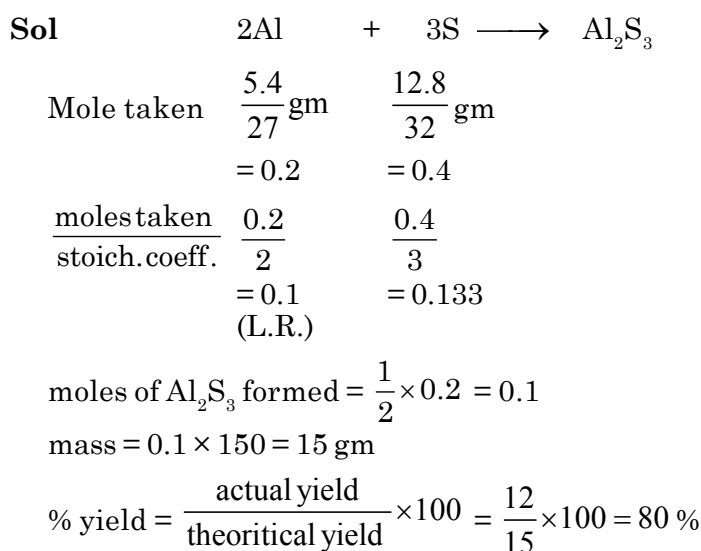 Sol 2Al + 3S ⟶ Al₂S₃
Mole taken 5.4/27 gm 12.8/32 gm
= 0.2 = 0.4
moles taken/stoich. coeff. 0.2/2 0.4/3
= 0.1 = 0.133
(L.R.)
moles of Al₂S₃ formed = 1/2 × 0.2 = 0.1
mass = 0.1 × 150 = 15 gm
% yield = actual yield/theoritical yield × 100 = 12/15 × 100 = 80 %